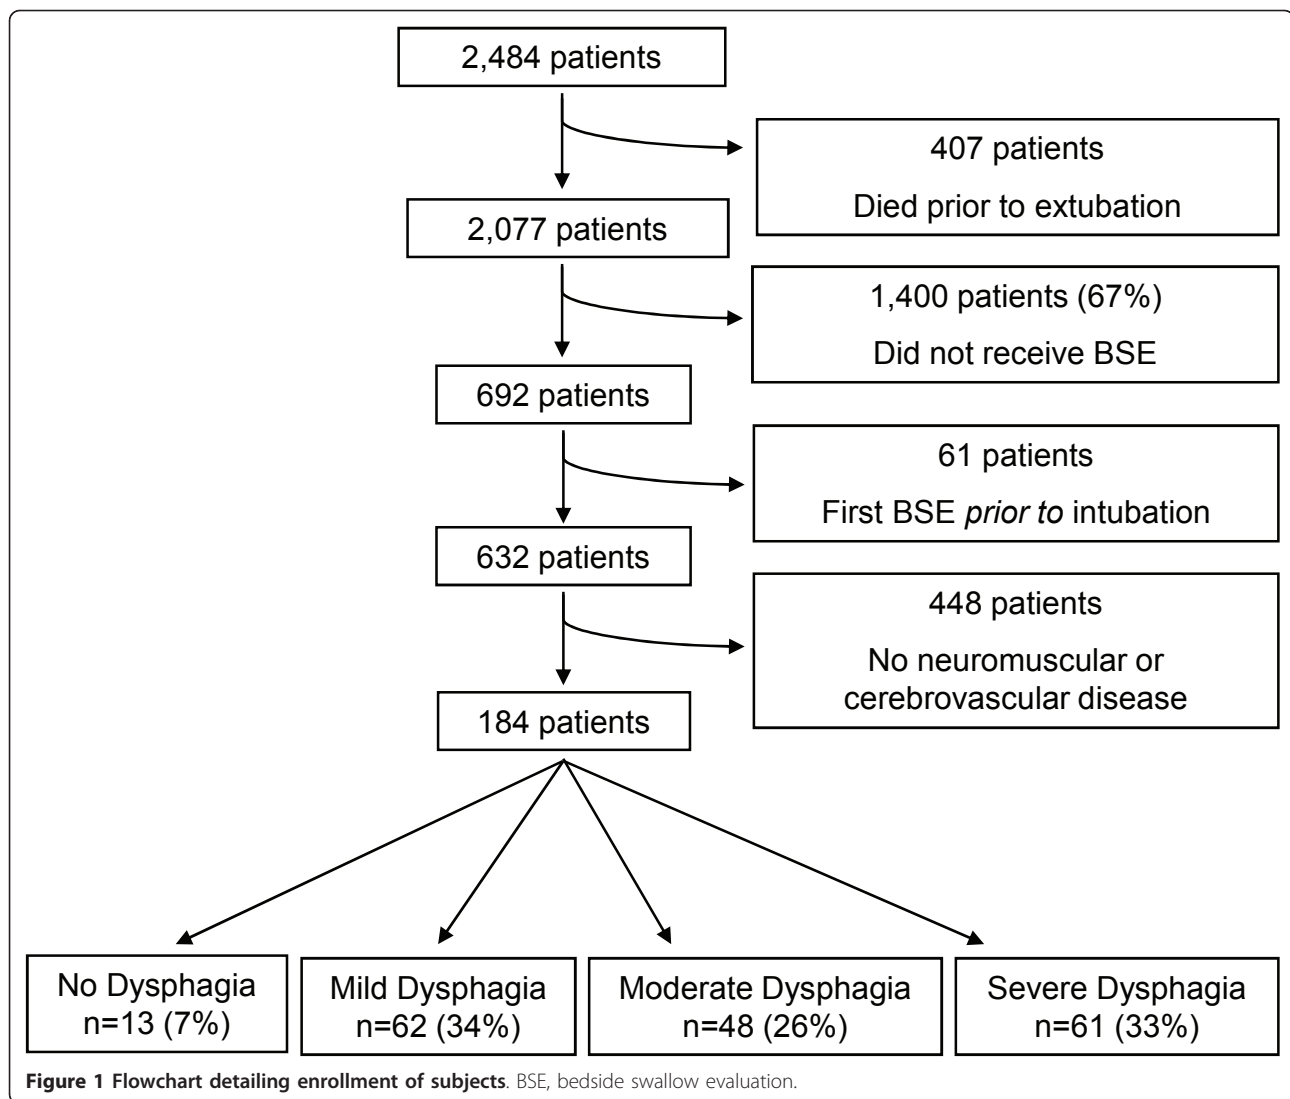 2,484 patients
407 patients
Died prior to extubation
2,077 patients
1,400 patients (67%)
Did not receive BSE
692 patients
61 patients
First BSE prior to intubation
632 patients
448 patients
No neuromuscular or
cerebrovascular disease
184 patients
No Dysphagia
n=13 (7%)
Mild Dysphagia
n=62 (34%)
Moderate Dysphagia
n=48 (26%)
Severe Dysphagia
n=61 (33%)
Figure 1 Flowchart detailing enrollment of subjects. BSE, bedside swallow evaluation.